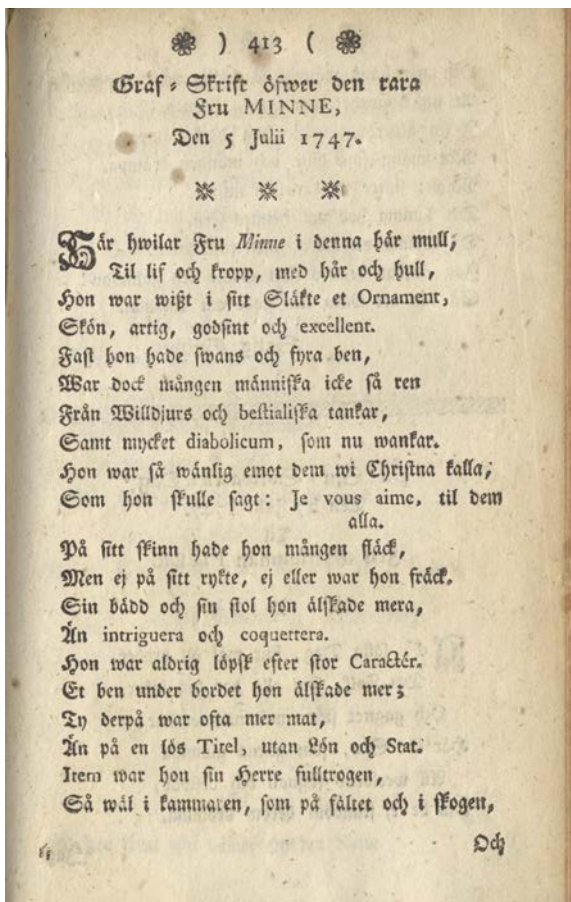 ) 413 (
Graf-Skrift öfwer den rara
Fru MINNE,
Den 5 Julii 1747.
Här hwilar Fru Minne i denna här mull,
Til lif och kropp, med hår och hull,
Hon war wißt i sitt Släkte et Ornament,
Skön, artig, godsint och excellent.
Fast hon hade swans och fyra ben,
War dock mången människa icke så ren
Från Willdjurs och bestialiska tankar,
Samt mycket diabolicum, som nu wankar.
Hon war så wänlig emot dem wi Christna kalla,
Som hon skulle sagt: Je vous aime, til dem
alla.
På sitt skinn hade hon mången fläck,
Men ej på sitt rykte, ej eller war hon fräck.
Sin bädd och sin stol hon älskade mera,
Än intriguera och coquettera.
Hon war aldrig löpsk efter stor Caractér.
Et ben under bordet hon älskade mer;
Ty derpå war ofta mer mat,
Än på en lös Titel, utan Lön och Stat.
Item war hon sin Herre fulltrogen,
Så wäl i kammaren, som på fältet och i skogen,
Och